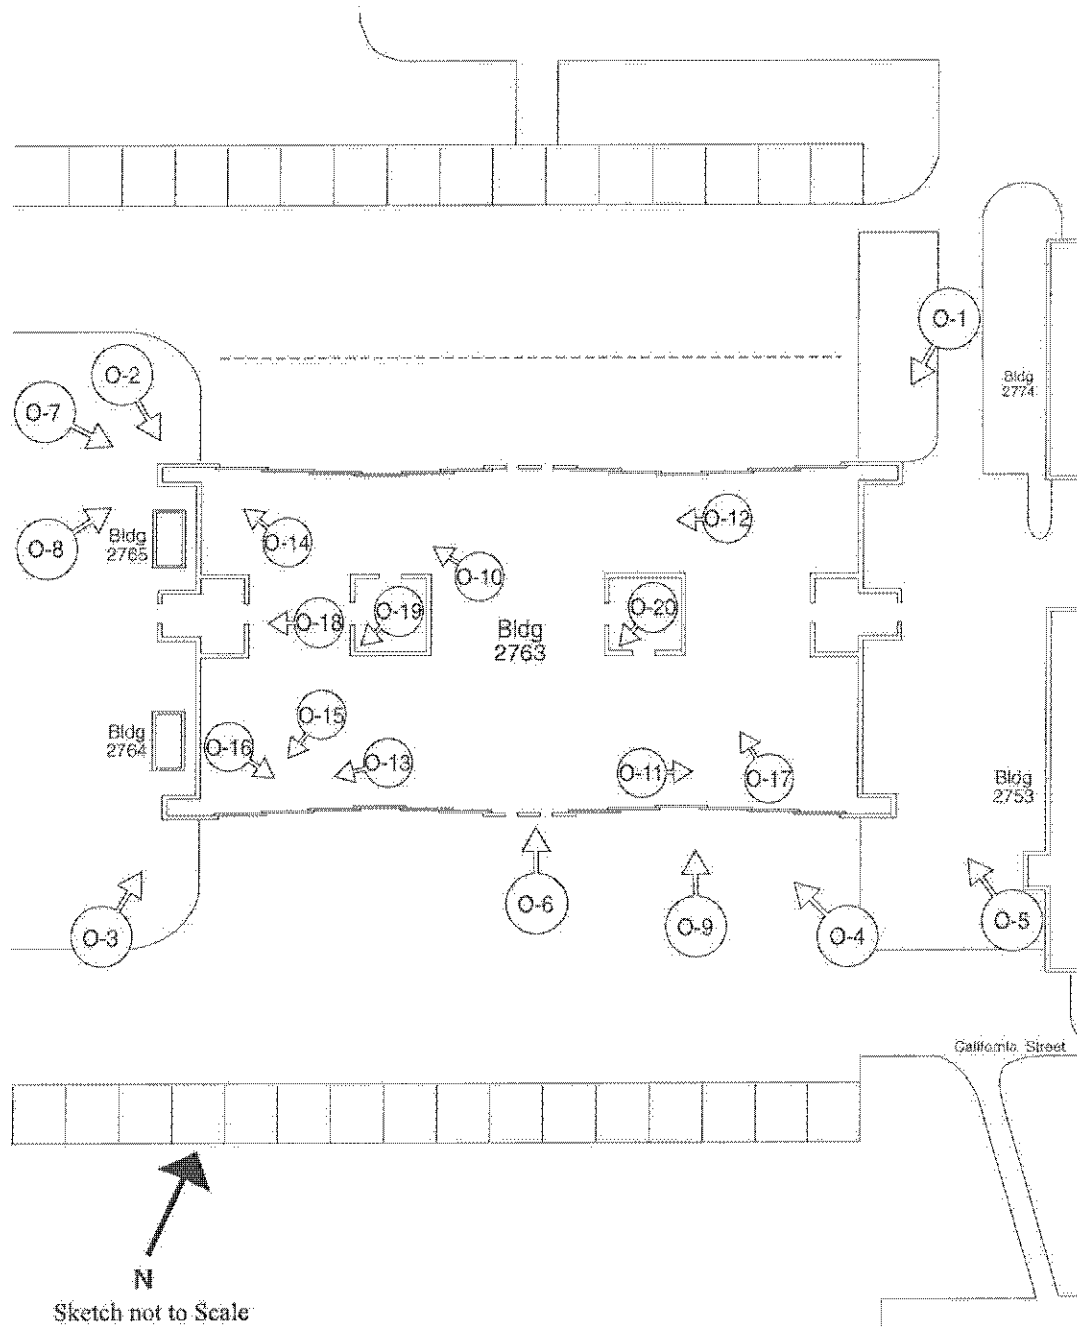 O-1
Bldg
2774
O-2
O-7
O-12
O-14
O-8
Bldg
2765
O-10
O-19
O-20
O-18
Bldg
2763
O-15
Bldg
2764
O-16
O-13
O-11
O-17
Bldg
2753
O-6
O-9
O-4
O-5
O-3
California Street
N
Sketch not to Scale